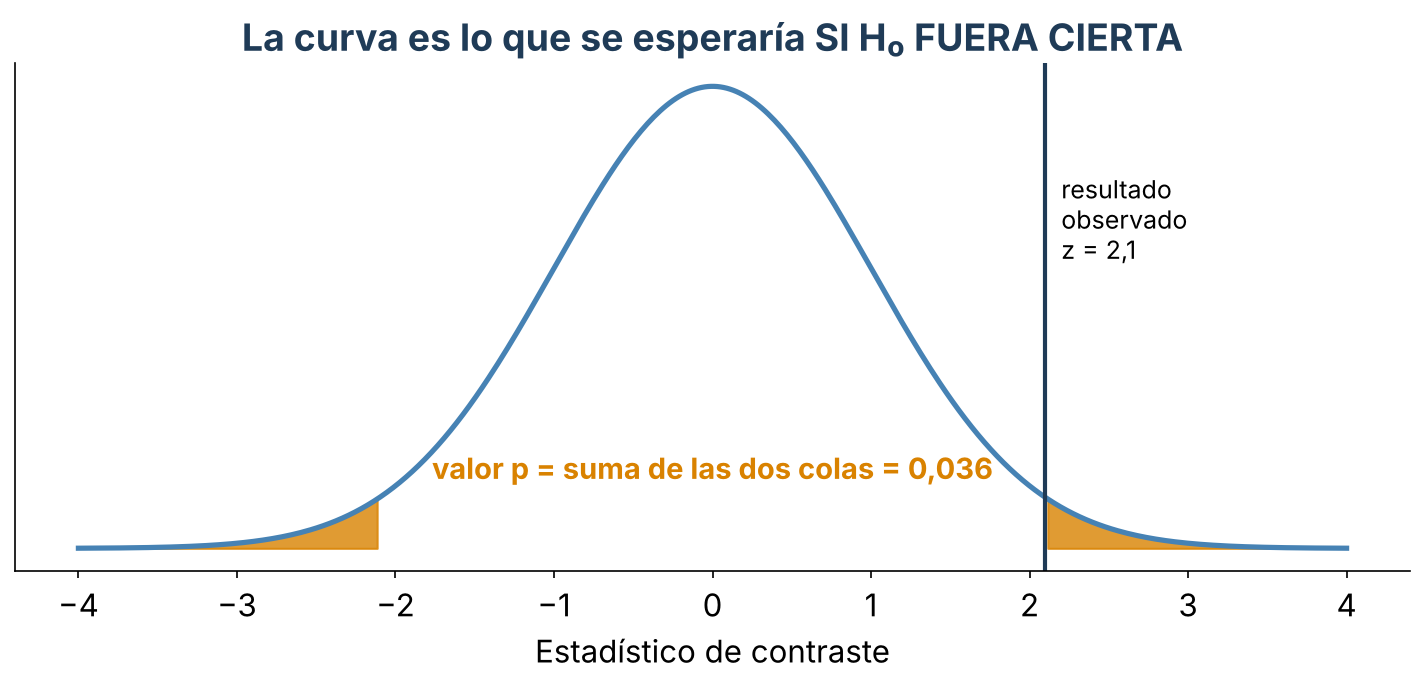 La curva es lo que se esperaría SI H₀ FUERA CIERTA
resultado
observado
z = 2,1
valor p = suma de las dos colas = 0,036
−4 −3 −2 −1 0 1 2 3 4
Estadístico de contraste